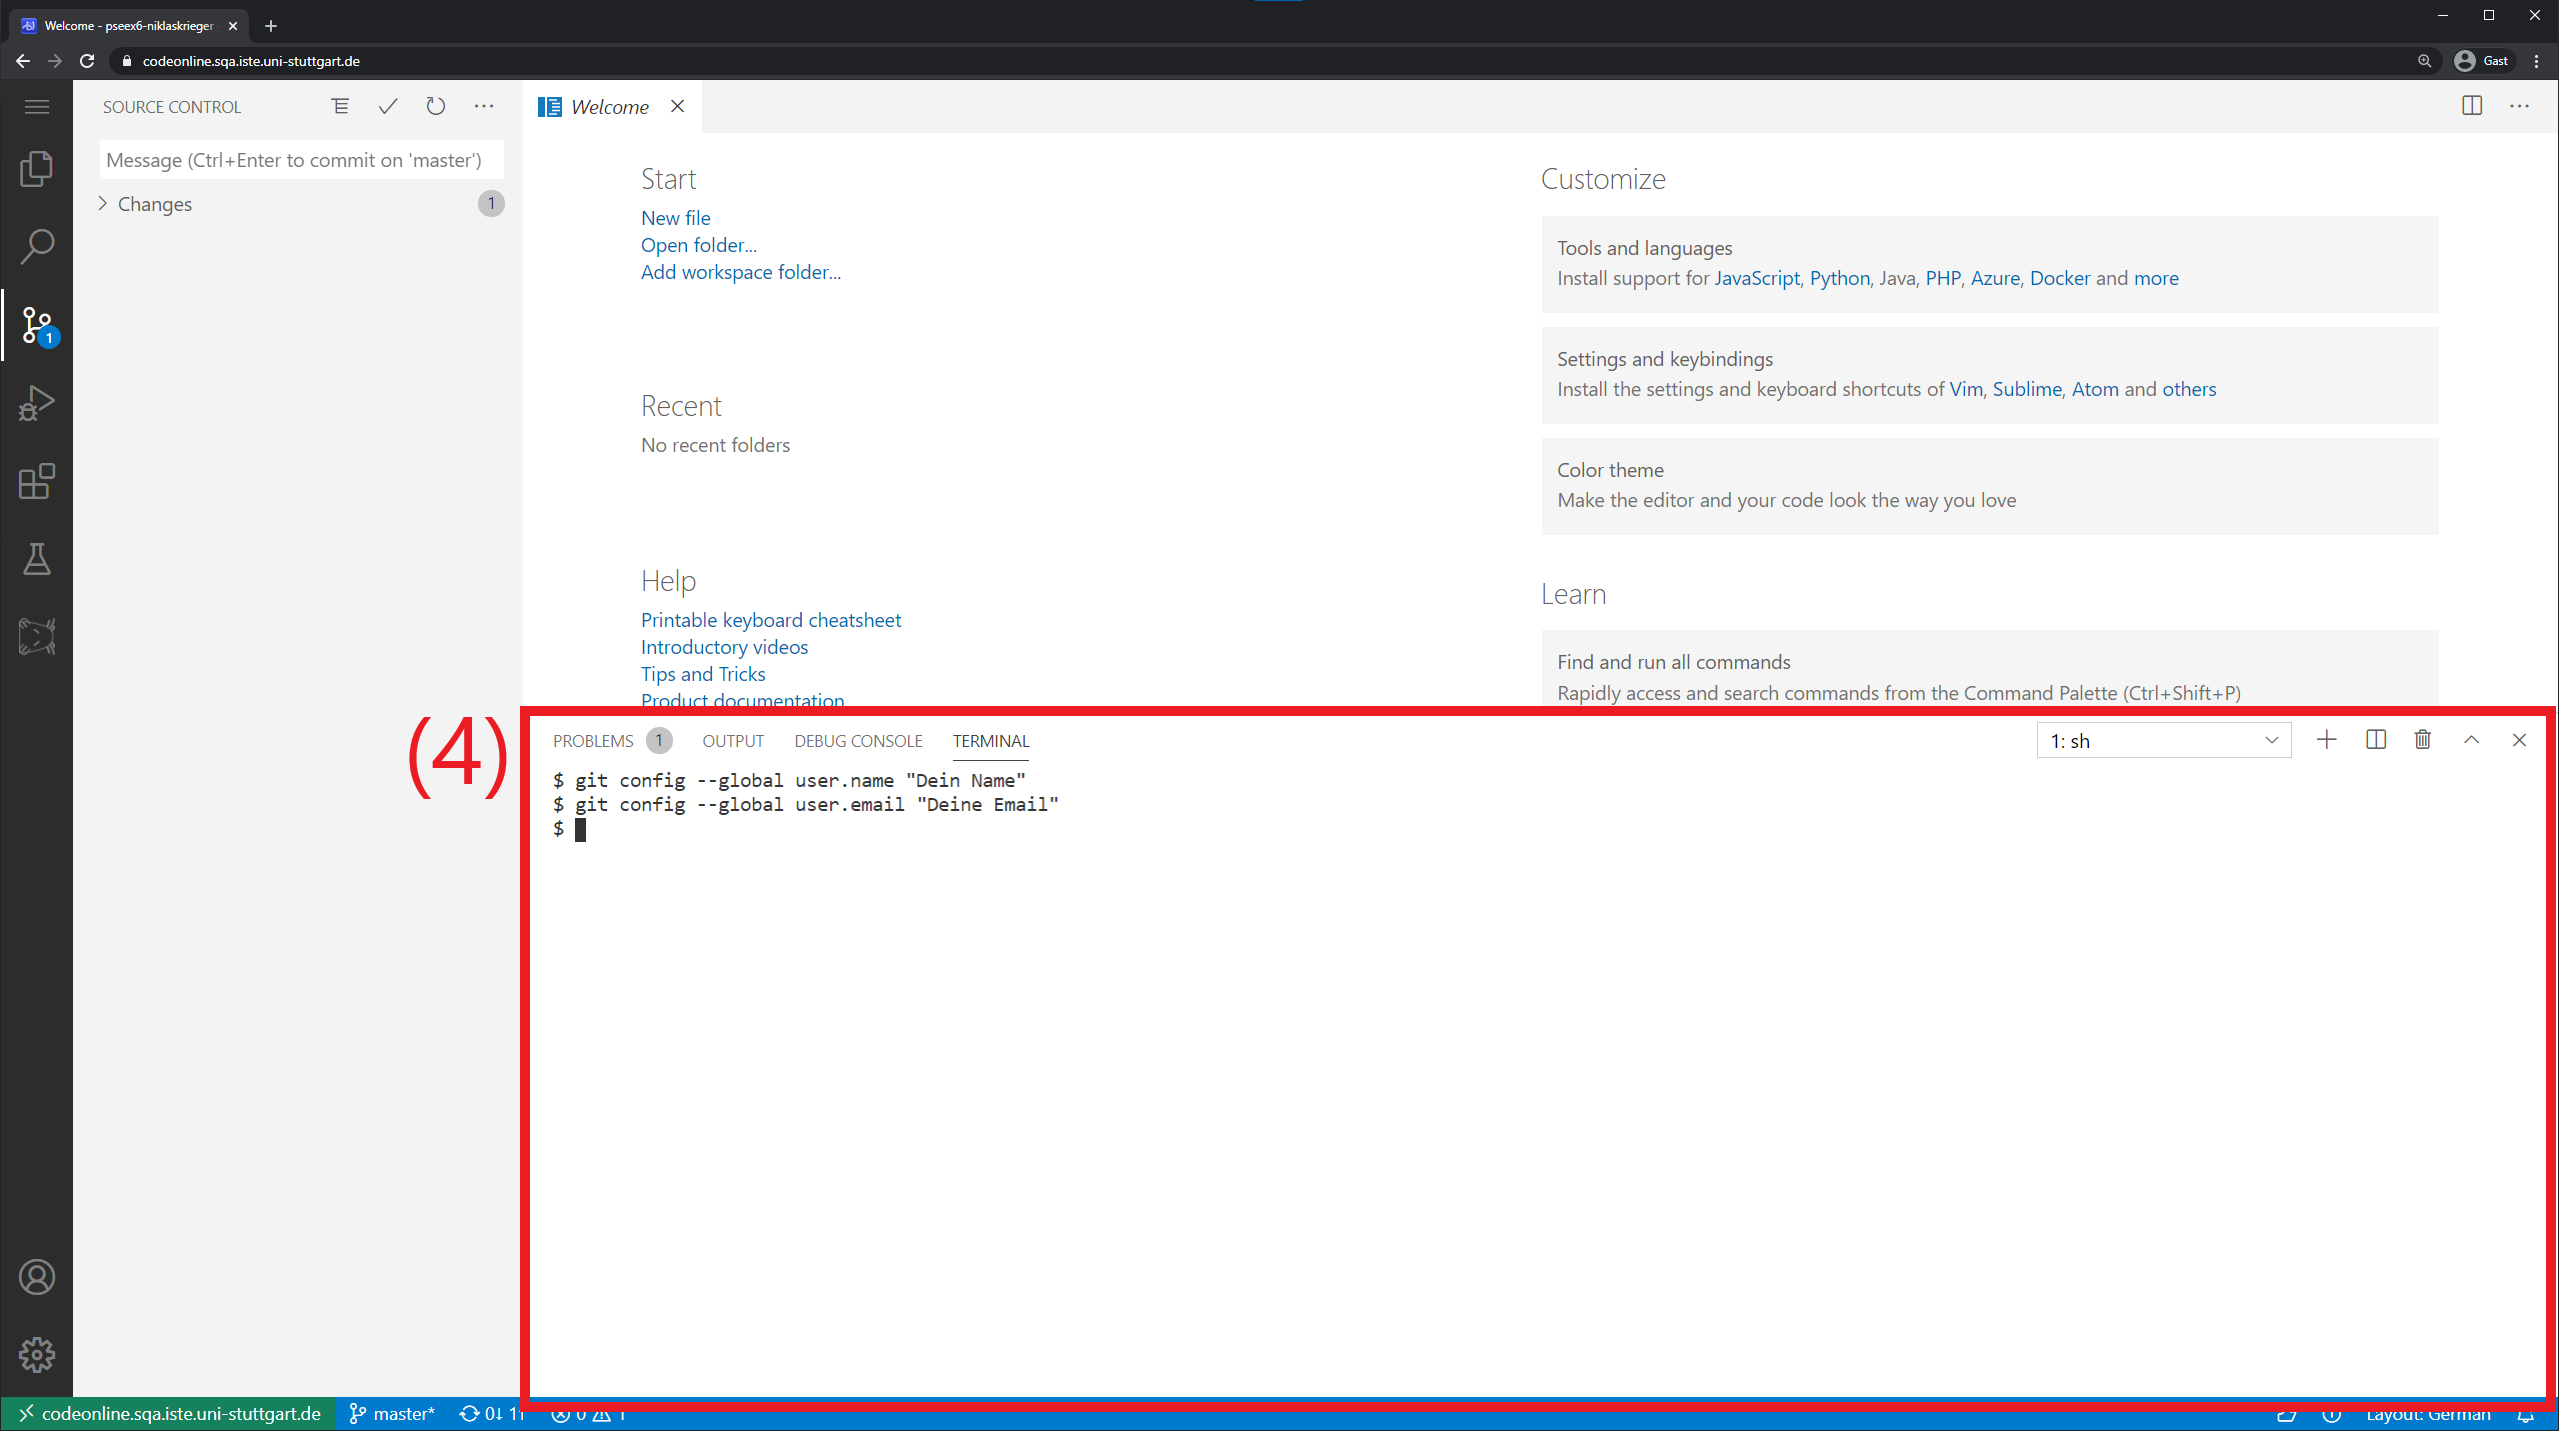 Welcome - pseex6-niklaskrieger
codeonline.sqa.iste.uni-stuttgart.de
Gast
SOURCE CONTROL
Message (Ctrl+Enter to commit on 'master')
Changes
1
1
Welcome
Start
New file
Open folder...
Add workspace folder...
Recent
No recent folders
Help
Printable keyboard cheatsheet
Introductory videos
Tips and Tricks
Product documentation
Customize
Tools and languages
Install support for JavaScript, Python, Java, PHP, Azure, Docker and more
Settings and keybindings
Install the settings and keyboard shortcuts of Vim, Sublime, Atom and others
Color theme
Make the editor and your code look the way you love
Learn
Find and run all commands
Rapidly access and search commands from the Command Palette (Ctrl+Shift+P)
(4)
PROBLEMS 1 OUTPUT DEBUG CONSOLE TERMINAL
1: sh
$ git config --global user.name "Dein Name"
$ git config --global user.email "Deine Email"
$
codeonline.sqa.iste.uni-stuttgart.de
master*
0↓
0
1
Layout: German